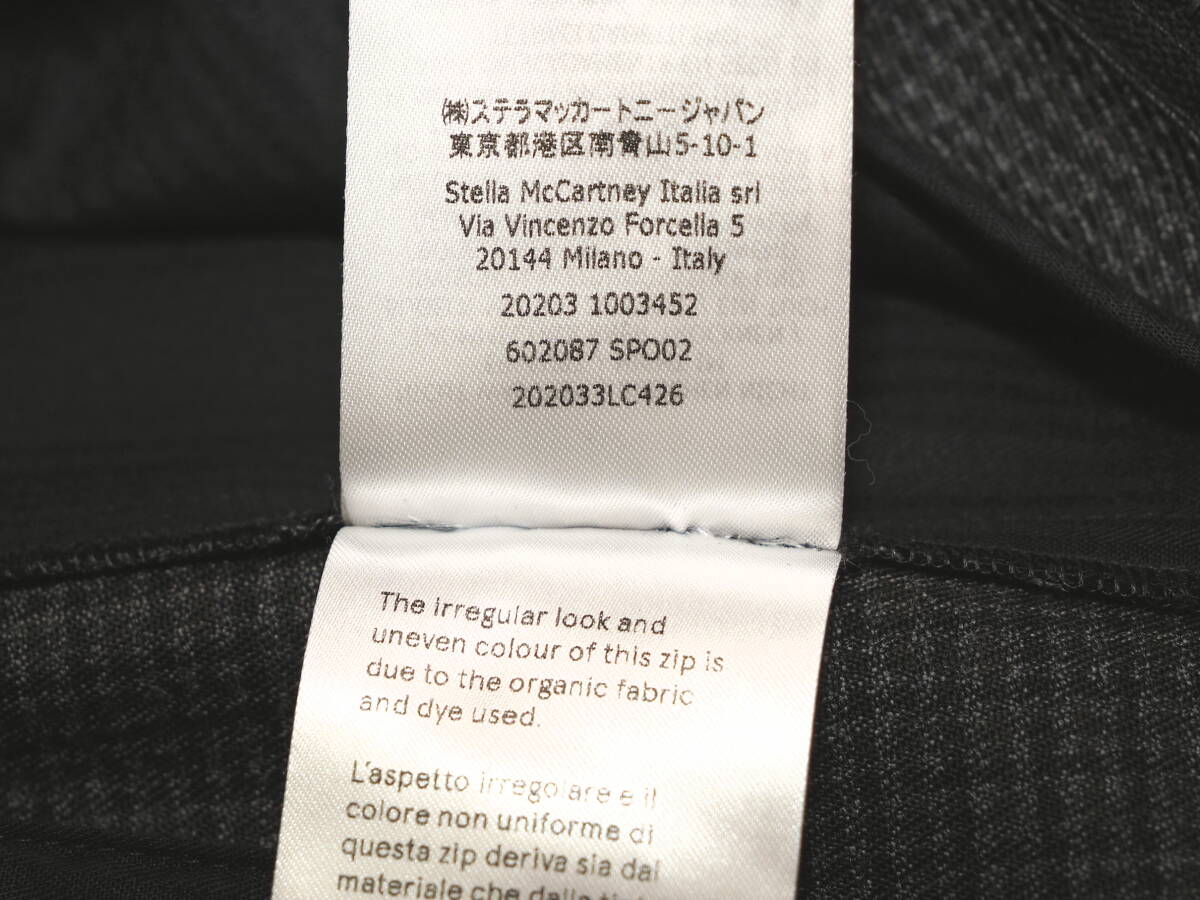 ㈱ステラマッカートニージャパン
東京都港区南青山5-10-1
Stella McCartney Italia srl
Via Vincenzo Forcella 5
20144 Milano - Italy
20203 1003452
602087 SPO02
202033LC426
The irregular look and
uneven colour of this zip is
due to the organic fabric
and dye used.
L'aspetto irregolare e il
colore non uniforme di
questa zip deriva sia dal
materiale che dalla